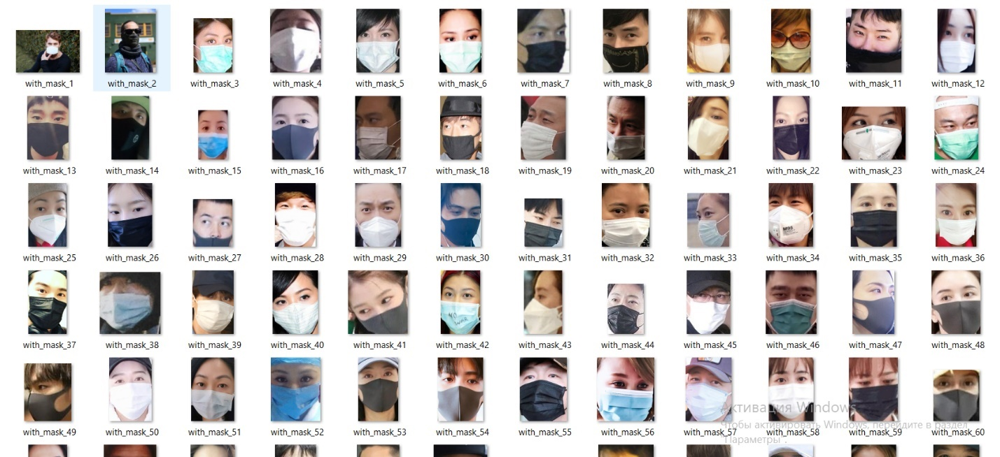 with_mask_1 with_mask_2 with_mask_3 with_mask_4 with_mask_5 with_mask_6 with_mask_7 with_mask_8 with_mask_9 with_mask_10 with_mask_11 with_mask_12
with_mask_13 with_mask_14 with_mask_15 with_mask_16 with_mask_17 with_mask_18 with_mask_19 with_mask_20 with_mask_21 with_mask_22 with_mask_23 with_mask_24
M95
with_mask_25 with_mask_26 with_mask_27 with_mask_28 with_mask_29 with_mask_30 with_mask_31 with_mask_32 with_mask_33 with_mask_34 with_mask_35 with_mask_36
NO
WAR
with_mask_37 with_mask_38 with_mask_39 with_mask_40 with_mask_41 with_mask_42 with_mask_43 with_mask_44 with_mask_45 with_mask_46 with_mask_47 with_mask_48
with_mask_49 with_mask_50 with_mask_51 with_mask_52 with_mask_53 with_mask_54 with_mask_55 with_mask_56 with_mask_57 with_mask_58 with_mask_59 with_mask_60
Активация Windows
Чтобы активировать Windows, перейдите в раздел
"Параметры".